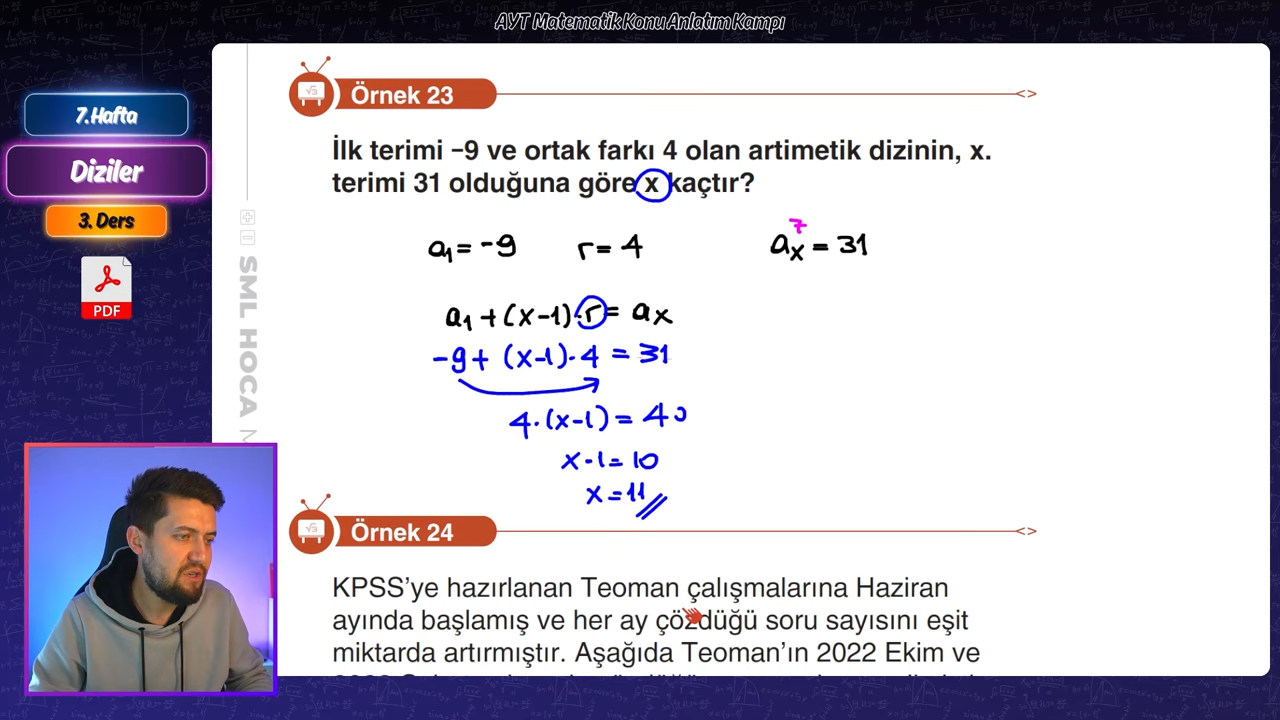 AYT Matematik Konu Anlatım Kampı
7.Hafta
Diziler
3. Ders
PDF
SML HOCA
√3
Örnek 23
İlk terimi −9 ve ortak farkı 4 olan artimetik dizinin, x.
terimi 31 olduğuna göre x kaçtır?
a₁ = -9 r = 4 aₓ = 31
7
a₁ + (x-1)·r = aₓ
-9 + (x-1)·4 = 31
4·(x-1) = 40
x-1=10
x=11
√3
Örnek 24
KPSS'ye hazırlanan Teoman çalışmalarına Haziran
ayında başlamış ve her ay çözdüğü soru sayısını eşit
miktarda artırmıştır. Aşağıda Teoman'ın 2022 Ekim ve